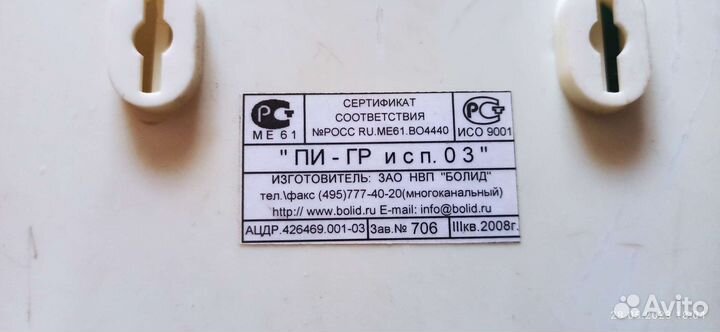 СЕРТИФИКАТ
СООТВЕТСТВИЯ
№РОСС RU.ME61.BO4440
МЕ 61
ИСО 9001
" ПИ - ГР исп. 03 "
ИЗГОТОВИТЕЛЬ: ЗАО НВП "БОЛИД"
тел.\факс (495)777-40-20(многоканальный)
http:// www.bolid.ru E-mail: info@bolid.ru
АЦДР.426469.001-03 Зав.№ 706 IIIкв.2008г.
Avito